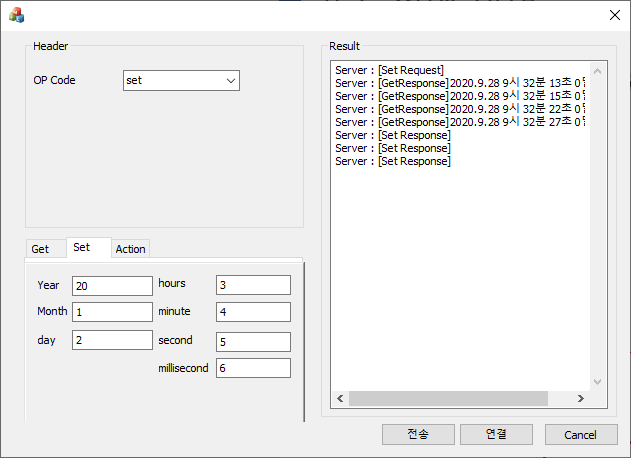 Header
OP Code
set
Get
Set
Action
Year
20
hours
3
Month
1
minute
4
day
2
second
5
millisecond
6
Result
Server : [Set Request]
Server : [GetResponse]2020.9.28 9시 32분 13초 0
Server : [GetResponse]2020.9.28 9시 32분 15초 0
Server : [GetResponse]2020.9.28 9시 32분 22초 0
Server : [GetResponse]2020.9.28 9시 32분 27초 0
Server : [Set Response]
Server : [Set Response]
Server : [Set Response]
전송
연결
Cancel